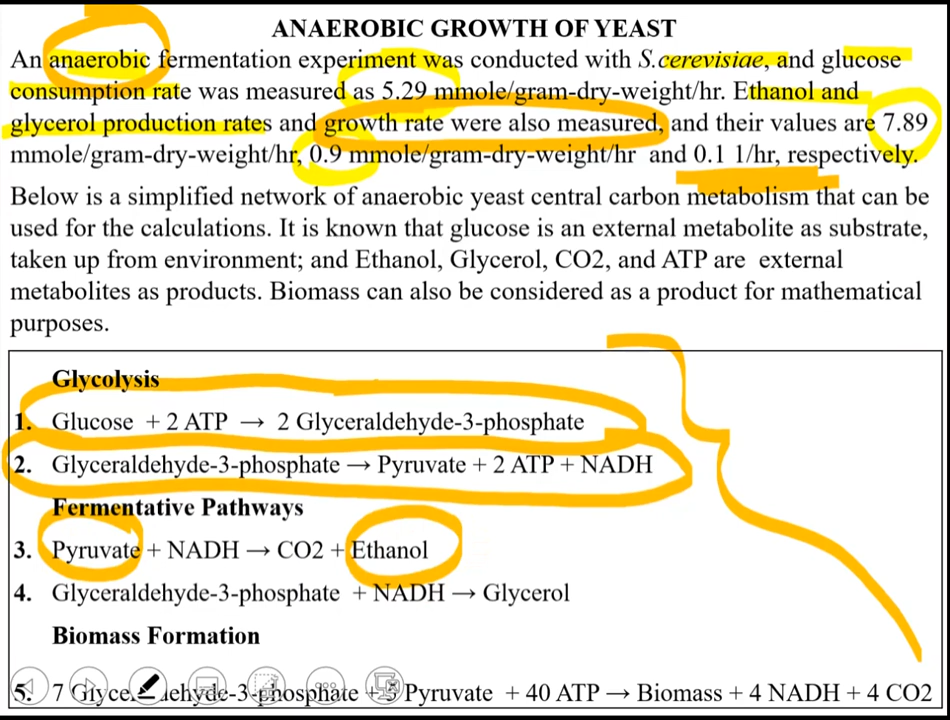 ANAEROBIC GROWTH OF YEAST
An anaerobic fermentation experiment was conducted with S.cerevisiae, and glucose
consumption rate was measured as 5.29 mmole/gram-dry-weight/hr. Ethanol and
glycerol production rates and growth rate were also measured, and their values are 7.89
mmole/gram-dry-weight/hr, 0.9 mmole/gram-dry-weight/hr and 0.1 1/hr, respectively.
Below is a simplified network of anaerobic yeast central carbon metabolism that can be
used for the calculations. It is known that glucose is an external metabolite as substrate,
taken up from environment; and Ethanol, Glycerol, CO2, and ATP are external
metabolites as products. Biomass can also be considered as a product for mathematical
purposes.
Glycolysis
1. Glucose + 2 ATP → 2 Glyceraldehyde-3-phosphate
2. Glyceraldehyde-3-phosphate → Pyruvate + 2 ATP + NADH
Fermentative Pathways
3. Pyruvate + NADH → CO2 + Ethanol
4. Glyceraldehyde-3-phosphate + NADH → Glycerol
Biomass Formation
5. 7 Glyceraldehyde-3-phosphate + 5 Pyruvate + 40 ATP → Biomass + 4 NADH + 4 CO2